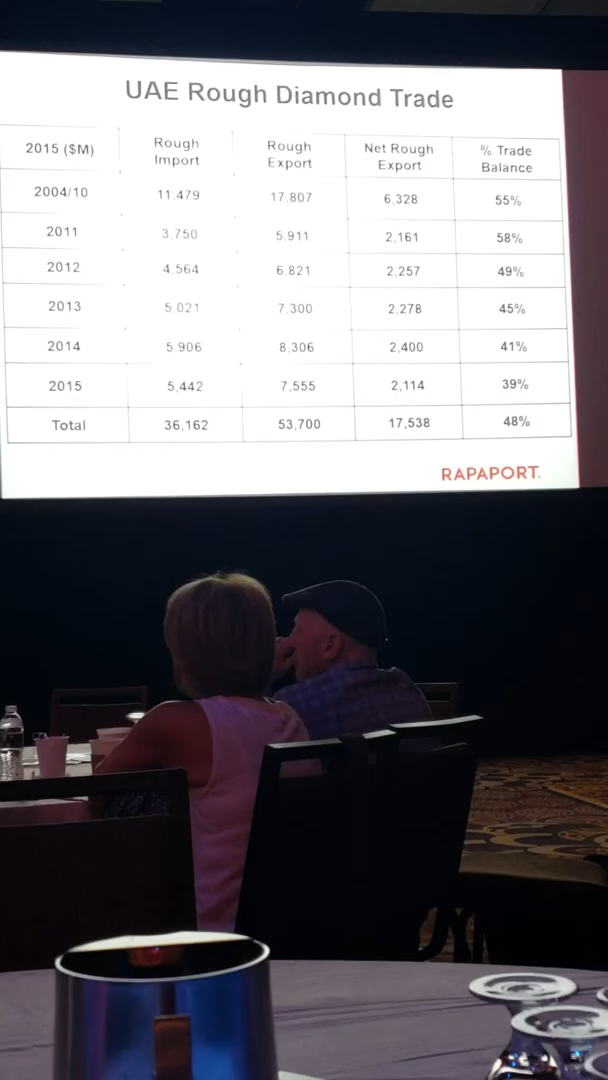 UAE Rough Diamond Trade
2015 ($M) Rough Import Rough Export Net Rough Export % Trade Balance
2004/10 11,479 17,807 6,328 55%
2011 3,750 5,911 2,161 58%
2012 4,564 6,821 2,257 49%
2013 5,021 7,300 2,278 45%
2014 5,906 8,306 2,400 41%
2015 5,442 7,555 2,114 39%
Total 36,162 53,700 17,538 48%
RAPAPORT.